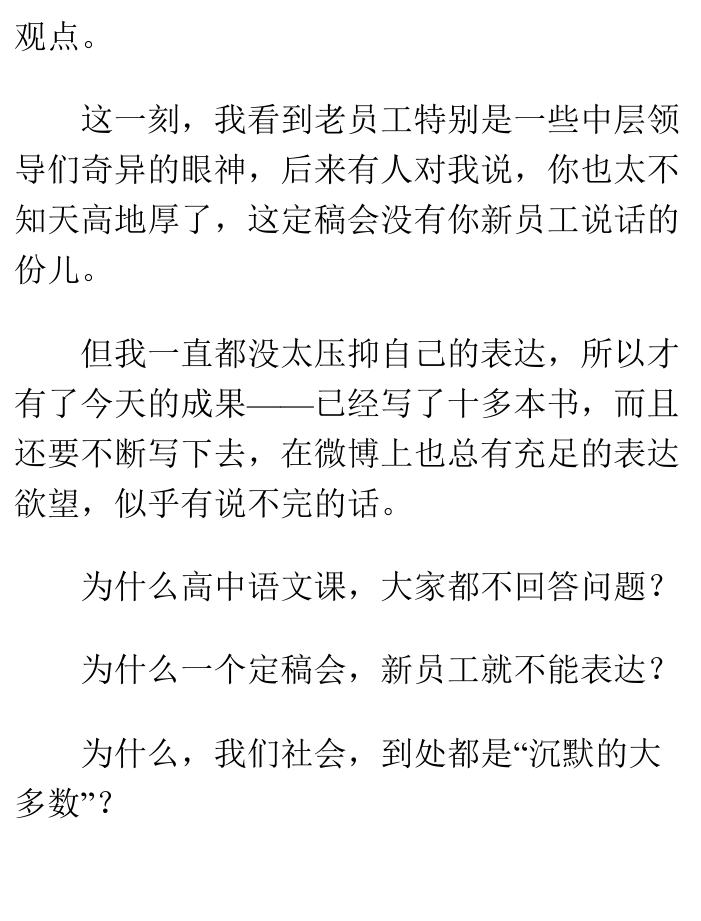 观点。
这一刻，我看到老员工特别是一些中层领
导们奇异的眼神，后来有人对我说，你也太不
知天高地厚了，这定稿会没有你新员工说话的
份儿。
但我一直都没太压抑自己的表达，所以才
有了今天的成果——已经写了十多本书，而且
还要不断写下去，在微博上也总有充足的表达
欲望，似乎有说不完的话。
为什么高中语文课，大家都不回答问题？
为什么一个定稿会，新员工就不能表达？
为什么，我们社会，到处都是“沉默的大
多数”？